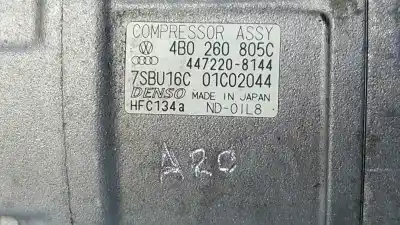 COMPRESSOR ASSY
4B0 260 805C
447220-8144
7SBU16C 01C02044
DENSO MADE IN JAPAN
HFC134a ND-OIL8
A20